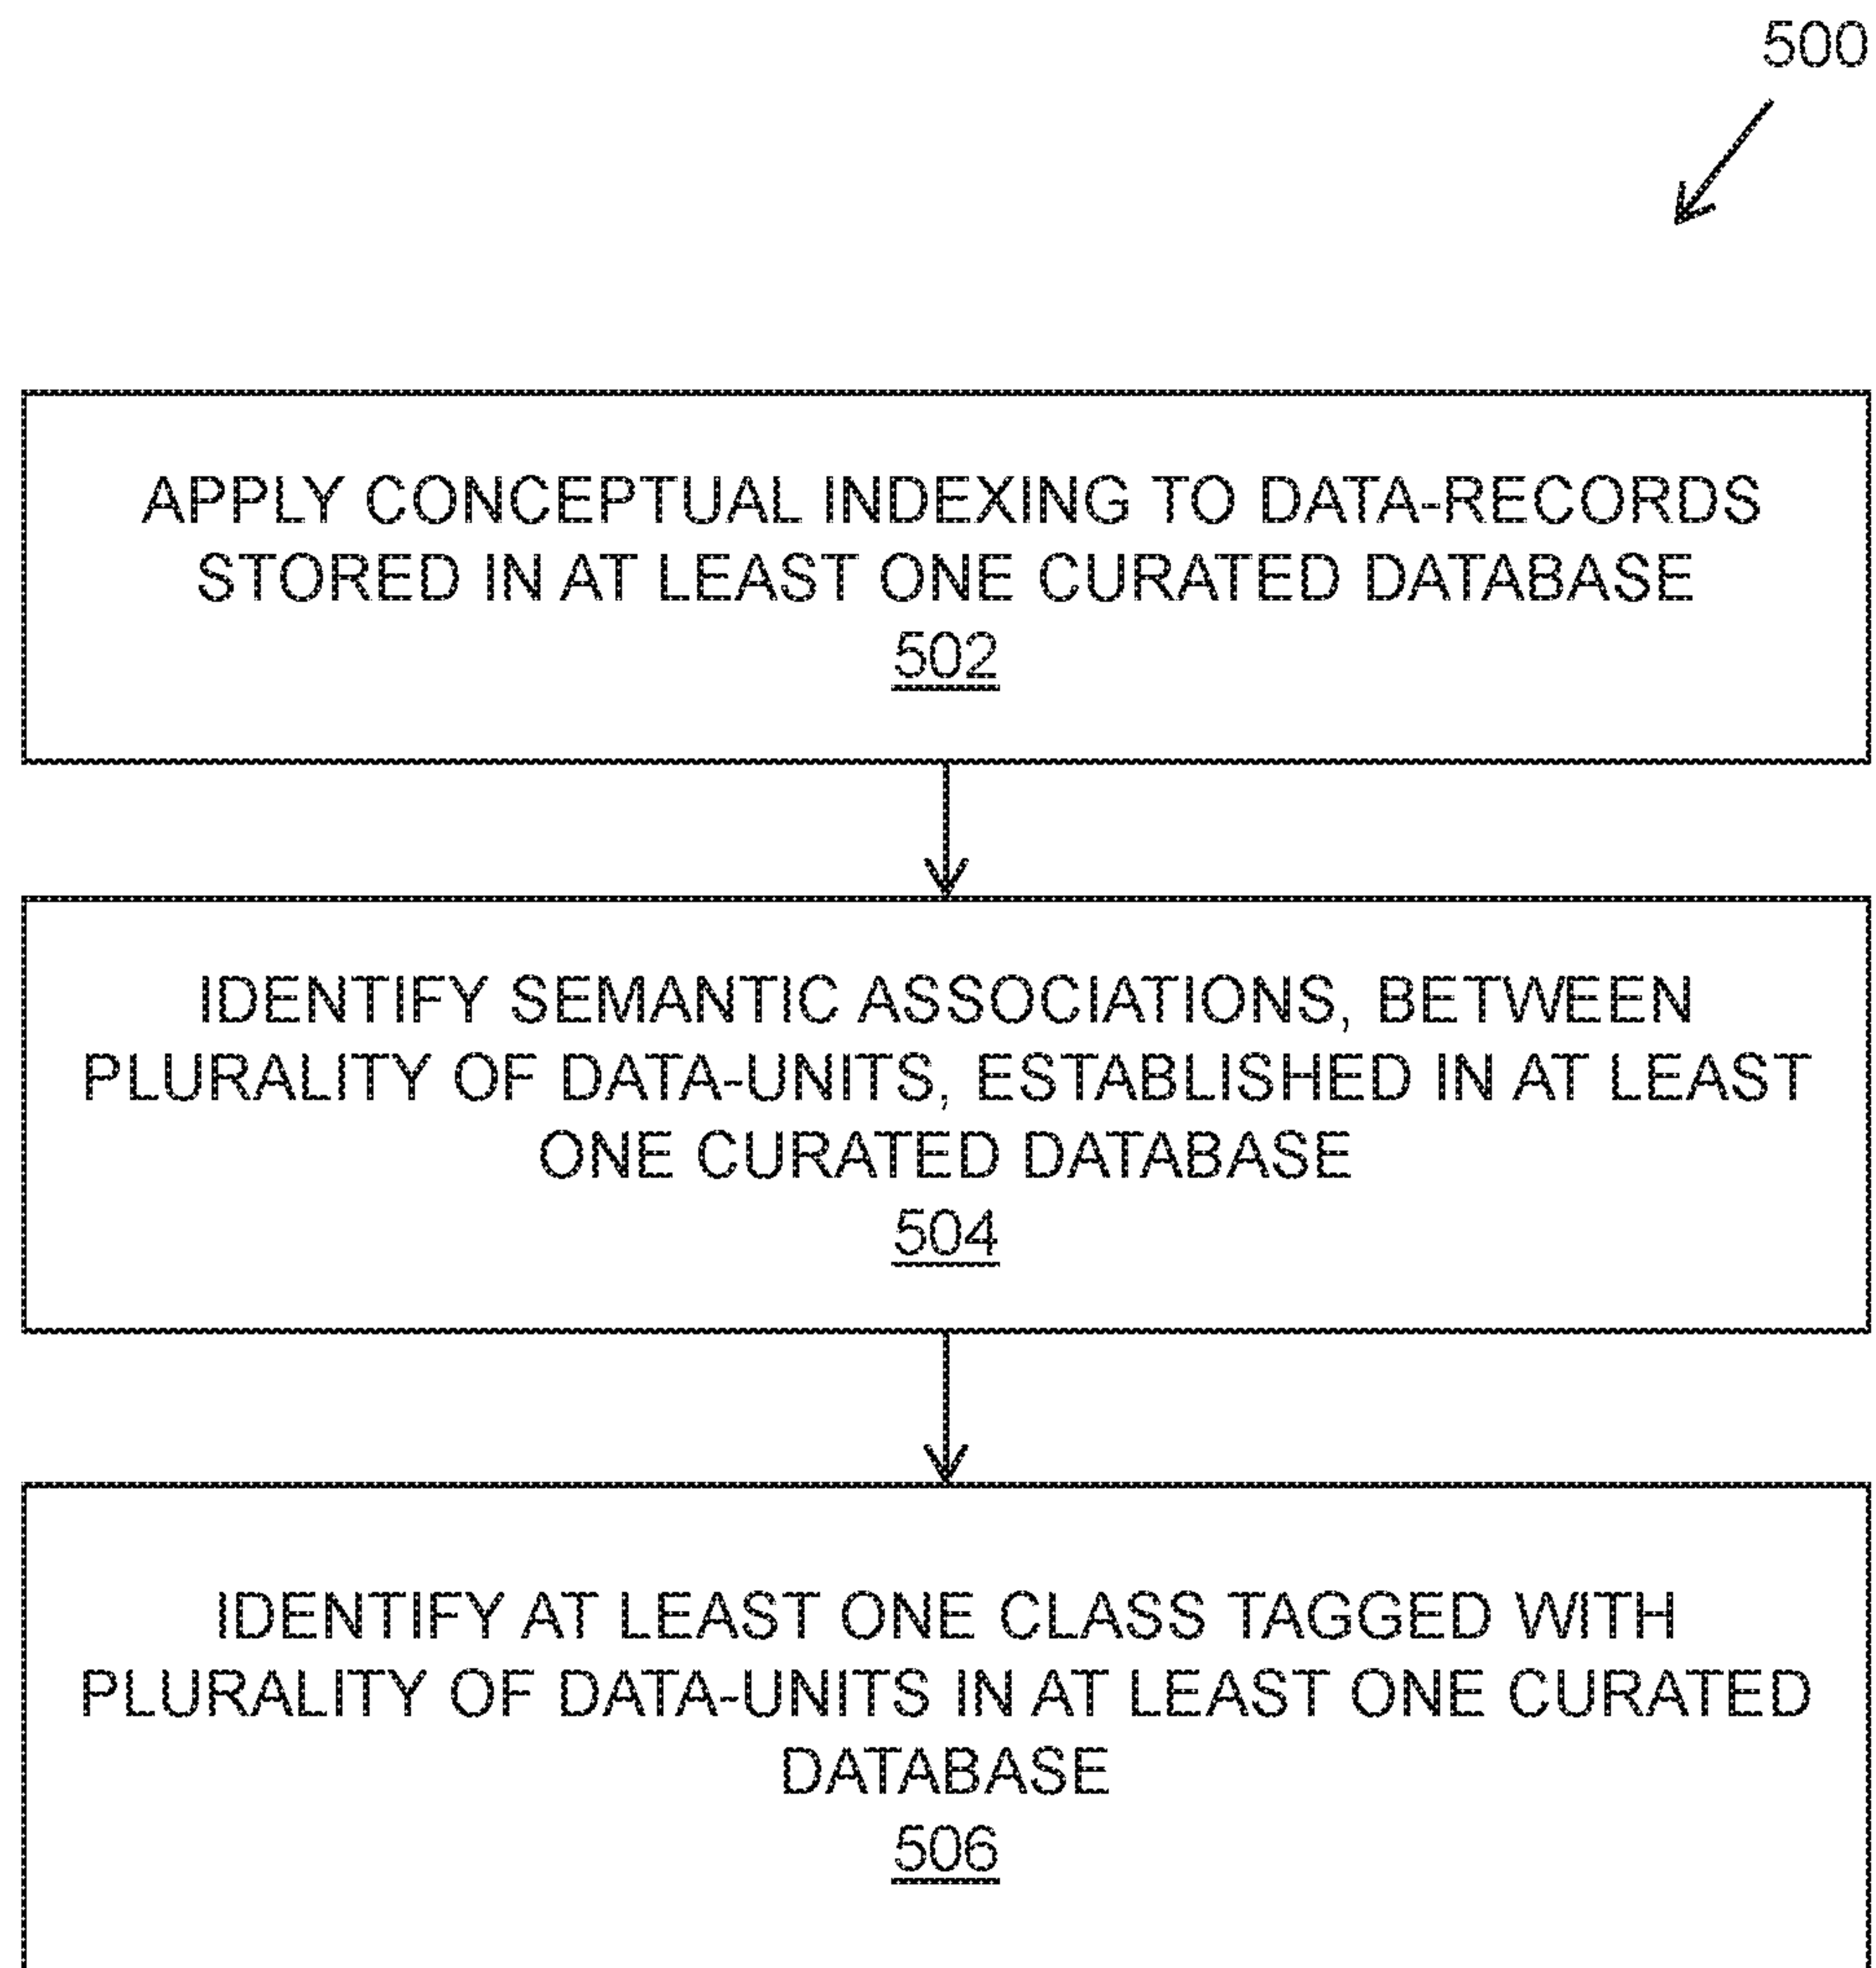 500
APPLY CONCEPTUAL INDEXING TO DATA-RECORDS
STORED IN AT LEAST ONE CURATED DATABASE
502
IDENTIFY SEMANTIC ASSOCIATIONS, BETWEEN
PLURALITY OF DATA-UNITS, ESTABLISHED IN AT LEAST
ONE CURATED DATABASE
504
IDENTIFY AT LEAST ONE CLASS TAGGED WITH
PLURALITY OF DATA-UNITS IN AT LEAST ONE CURATED
DATABASE
506